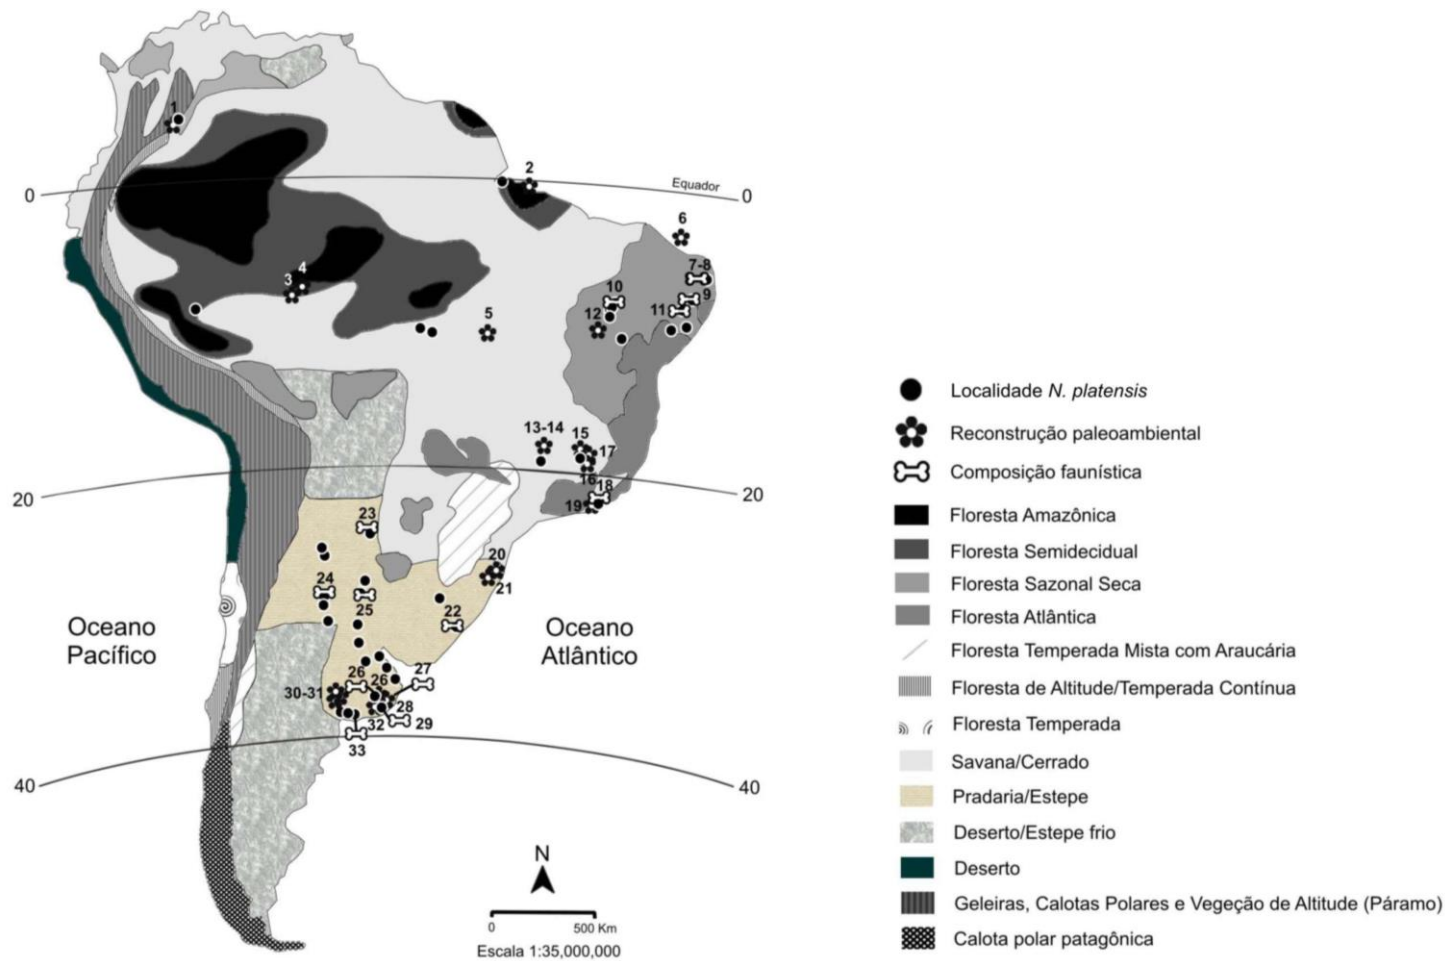 1
2
0
Equador
0
6
4
3
7-8
10
9
11
5
12
13-14
15
17
20
16
18
20
19
23
20
24
21
25
22
Oceano
Pacífico
Oceano
Atlântico
27
26
26
30-31
28
32
29
33
40
40
N
0
500 Km
Escala 1:35,000,000
Localidade N. platensis
Reconstrução paleoambiental
Composição faunística
Floresta Amazônica
Floresta Semidecidual
Floresta Sazonal Seca
Floresta Atlântica
Floresta Temperada Mista com Araucária
Floresta de Altitude/Temperada Contínua
Floresta Temperada
Savana/Cerrado
Pradaria/Estepe
Deserto/Estepe frio
Deserto
Geleiras, Calotas Polares e Vegeção de Altitude (Páramo)
Calota polar patagônica